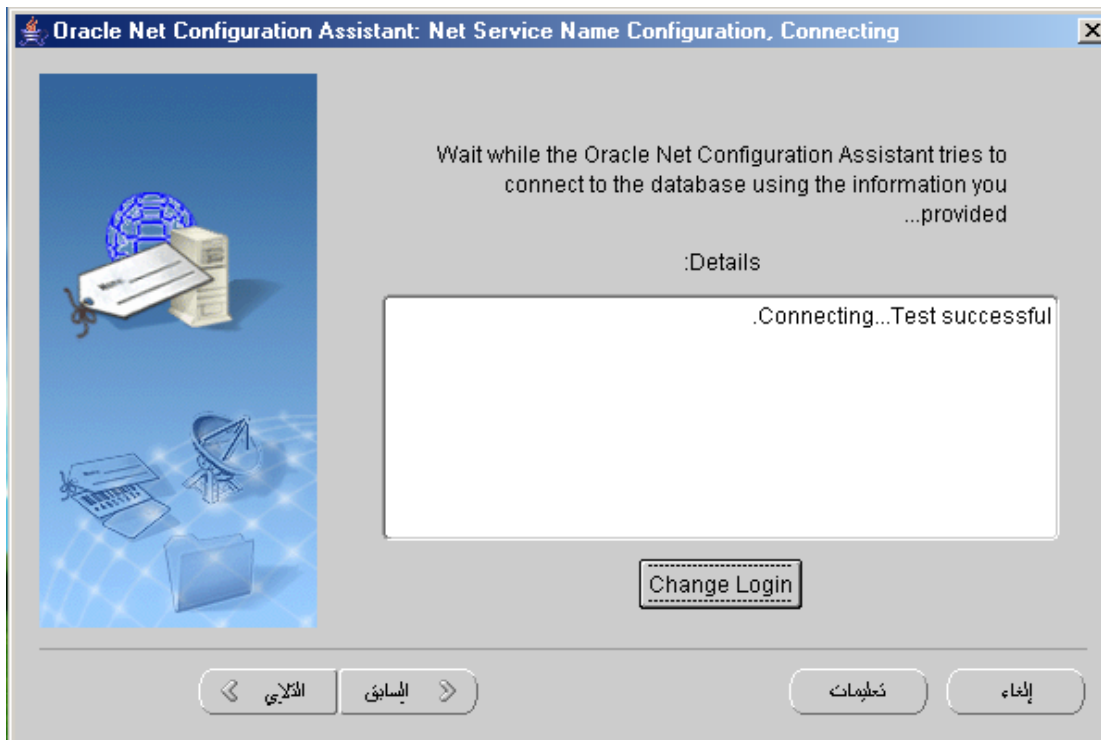 Oracle Net Configuration Assistant: Net Service Name Configuration, Connecting
Wait while the Oracle Net Configuration Assistant tries to
connect to the database using the information you
...provided
:Details
.Connecting...Test successful
Change Login
إلغاء
تعليمات
السابق
التالي